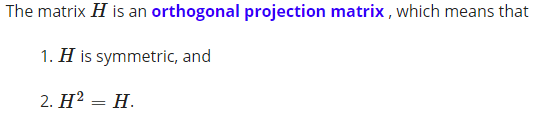 The matrix H is an orthogonal projection matrix , which means that
1. H is symmetric, and
2. H² = H.